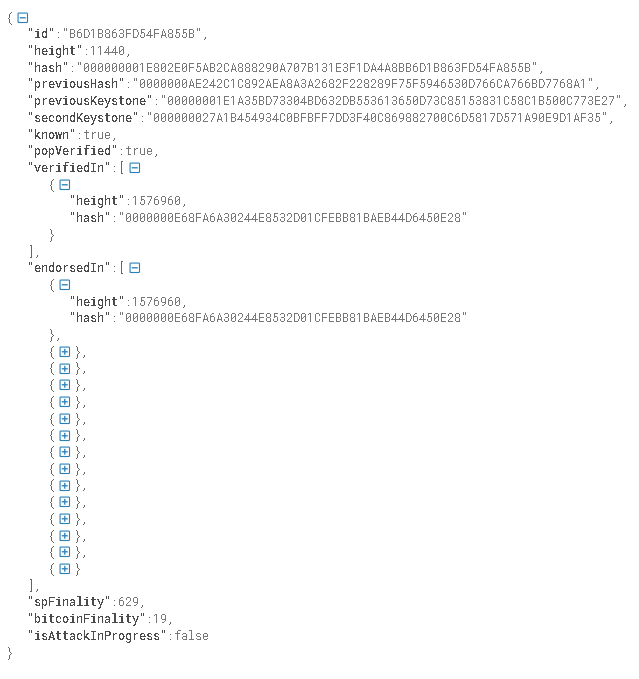 {
"id":"B6D1B863FD54FA855B",
"height":11440,
"hash":"000000001E802E0F5AB2CA888290A707B131E3F1DA4A8BB6D1B863FD54FA855B",
"previousHash":"0000000AE242C1C892AEA8A3A2682F228289F75F5946530D766CA766BD7768A1",
"previousKeystone":"00000001E1A35BD73304BD632DB553613650D73C85153831C58C1B500C773E27",
"secondKeystone":"000000027A1B454934C0BFBFF7DD3F40C869882700C6D5817D571A90E9D1AF35",
"known":true,
"popVerified":true,
"verifiedIn":[
{
"height":1576960,
"hash":"0000000E68FA6A30244E8532D01CFEBB81BAEB44D6450E28"
}
],
"endorsedIn":[
{
"height":1576960,
"hash":"0000000E68FA6A30244E8532D01CFEBB81BAEB44D6450E28"
},
{ },
{ },
{ },
{ },
{ },
{ },
{ },
{ },
{ },
{ },
{ },
{ },
{ },
{ }
],
"spFinality":629,
"bitcoinFinality":19,
"isAttackInProgress":false
}